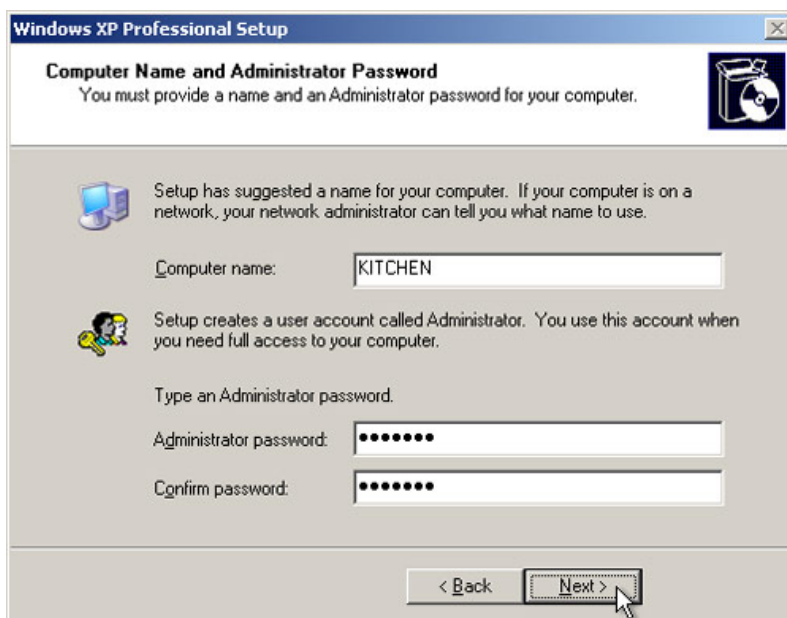 Windows XP Professional Setup
Computer Name and Administrator Password
You must provide a name and an Administrator password for your computer.
Setup has suggested a name for your computer.  If your computer is on a
network, your network administrator can tell you what name to use.
Computer name: KITCHEN
Setup creates a user account called Administrator.  You use this account when
you need full access to your computer.
Type an Administrator password.
Administrator password: •••••••
Confirm password: •••••••
< Back Next >